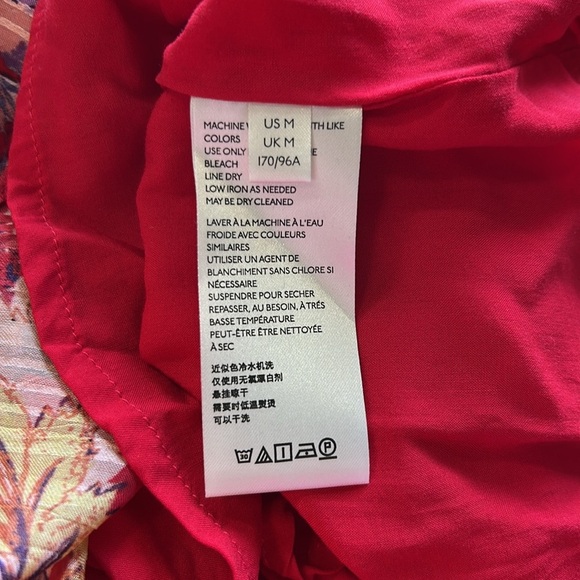 US M
UK M
170/96A
MACHINE TH LIKE
COLORS
USE ONLY
BLEACH
LINE DRY
LOW IRON AS NEEDED
MAY BE DRY CLEANED
LAVER À LA MACHINE À L'EAU
FROIDE AVEC COULEURS
SIMILAIRES
UTILISER UN AGENT DE
BLANCHIMENT SANS CHLORE SI
NÉCESSAIRE
SUSPENDRE POUR SECHER
REPASSER, AU BESOIN, À TRÉS
BASSE TEMPÉRATURE
PEUT-ÊTRE ÊTRE NETTOYÉE
À SEC
近似色冷水机洗
仅使用无氯漂白剂
悬挂晾干
需要时低温熨烫
可以干洗
30 P